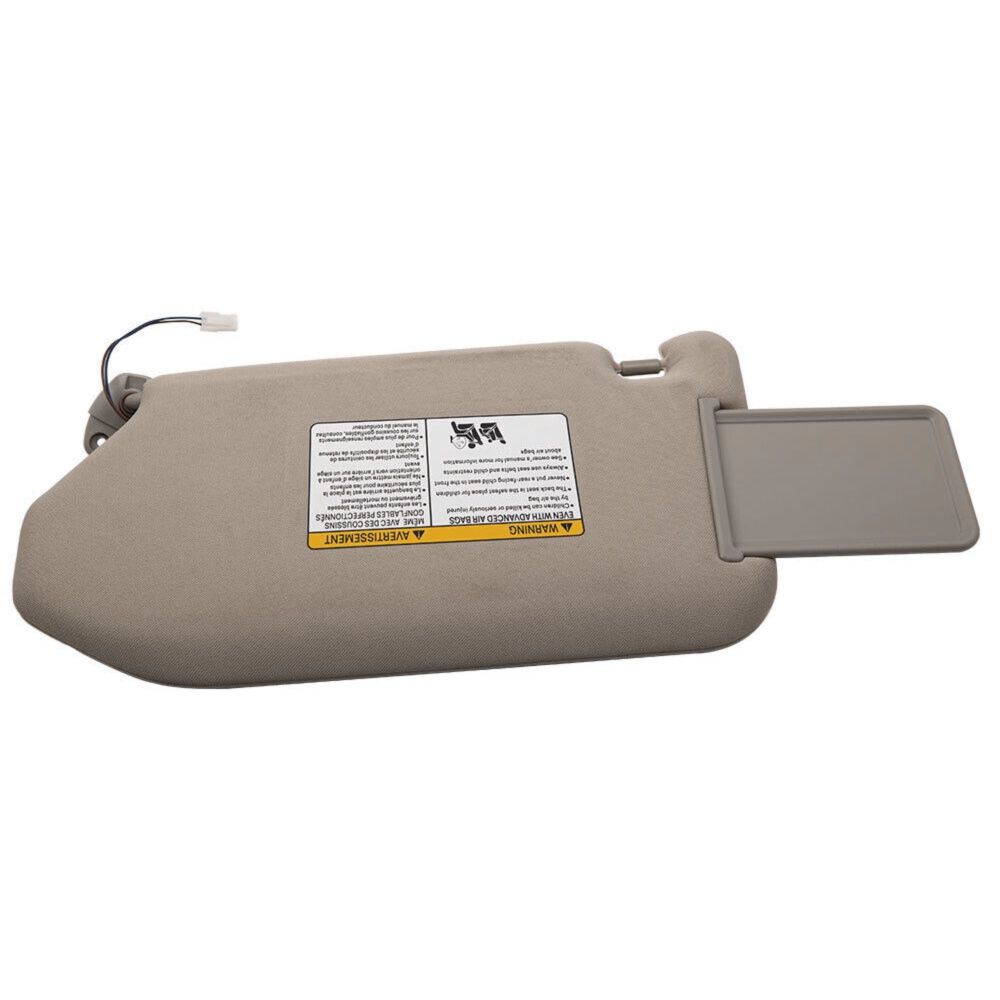 WARNING
EVEN WITH ADVANCED AIR BAGS
•Children can be killed or seriously injured
by the air bag
•The back seat is the safest place for children
•Never put a rear facing child seat in the front
•Always use seat belts and child restraints
•See owner's manual for more information
about air bags
AVERTISSEMENT
MÊME AVEC DES COUSSINS
GONFLABLES PERFECTIONNÉS
•Les enfants peuvent être blessés
grièvement ou mortellement
•La banquette arrière est la place la
plus sécuritaire pour les enfants
•Ne jamais mettre un siège d'enfant à
orientation vers l'arrière sur un siège
avant
•Toujours utiliser les ceintures de
sécurité et les dispositifs de retenue
d'enfant
•Pour de plus amples renseignements
sur les coussins gonflables, consultez
le manuel du conducteur